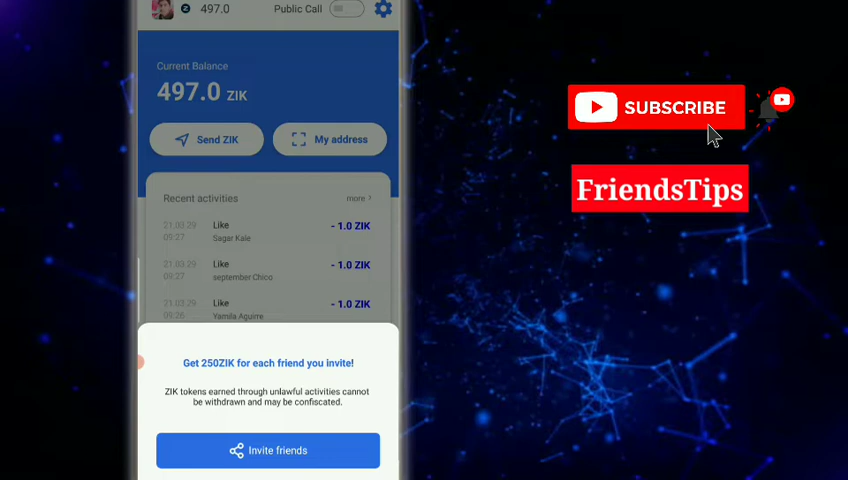 497.0
Public Call
Current Balance
497.0 ZIK
Send ZIK
My address
Recent activities
more >
21.03.29
09:27
Like
Sagar Kale
- 1.0 ZIK
21.03.29
09:27
Like
september Chico
- 1.0 ZIK
21.03.29
09:26
Like
Yamila Aguirre
- 1.0 ZIK
Get 250ZIK for each friend you invite!
ZIK tokens earned through unlawful activities cannot
be withdrawn and may be confiscated.
Invite friends
SUBSCRIBE
FriendsTips